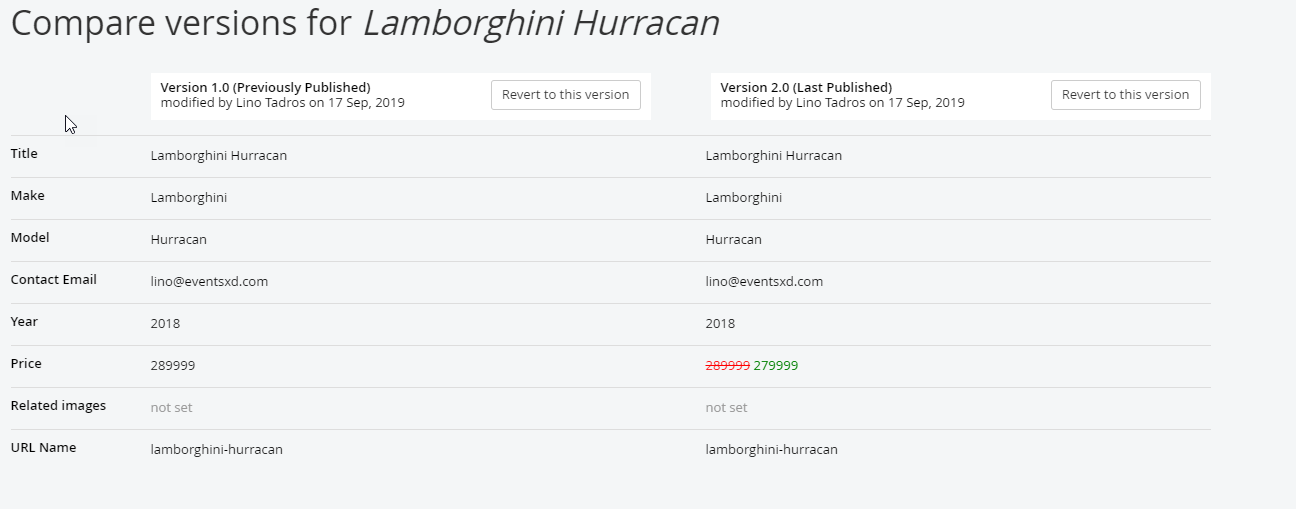 Compare versions for Lamborghini Hurracan
Version 1.0 (Previously Published)
modified by Lino Tadros on 17 Sep, 2019
Revert to this version
Version 2.0 (Last Published)
modified by Lino Tadros on 17 Sep, 2019
Revert to this version
Title Lamborghini Hurracan Lamborghini Hurracan
Make Lamborghini Lamborghini
Model Hurracan Hurracan
Contact Email lino@eventsxd.com lino@eventsxd.com
Year 2018 2018
Price 289999 289999 279999
Related images not set not set
URL Name lamborghini-hurracan lamborghini-hurracan